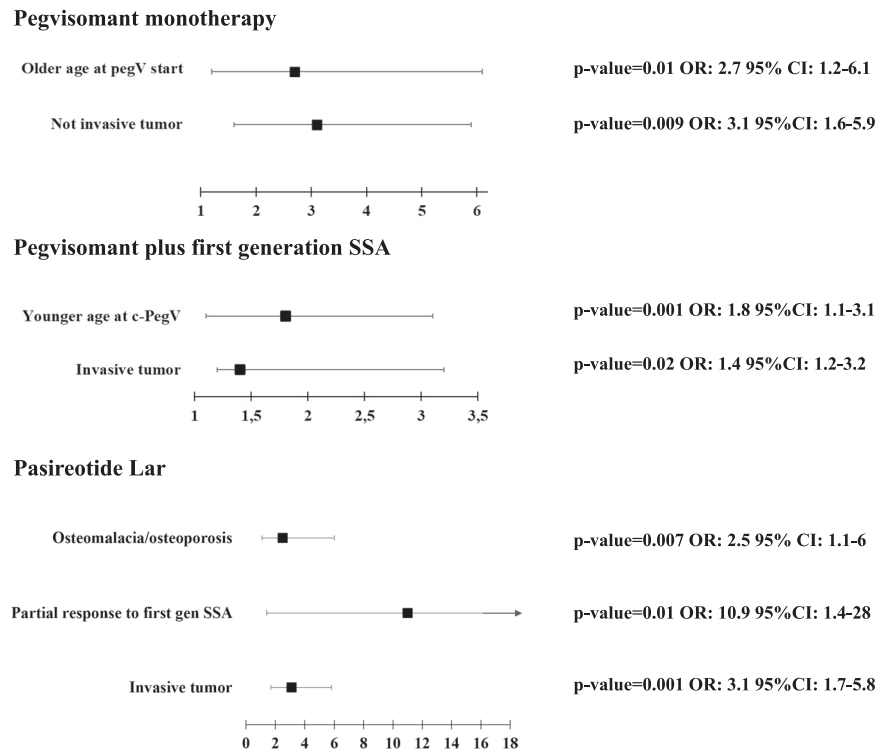 Pegvisomant monotherapy
Older age at pegV start
p-value=0.01 OR: 2.7 95% CI: 1.2-6.1
Not invasive tumor
p-value=0.009 OR: 3.1 95%CI: 1.6-5.9
1 2 3 4 5 6
Pegvisomant plus first generation SSA
Younger age at c-PegV
p-value=0.001 OR: 1.8 95%CI: 1.1-3.1
Invasive tumor
p-value=0.02 OR: 1.4 95%CI: 1.2-3.2
1 1,5 2 2,5 3 3,5
Pasireotide Lar
Osteomalacia/osteoporosis
p-value=0.007 OR: 2.5 95% CI: 1.1-6
Partial response to first gen SSA
p-value=0.01 OR: 10.9 95%CI: 1.4-28
Invasive tumor
p-value=0.001 OR: 3.1 95%CI: 1.7-5.8
0 2 4 6 8 10 12 14 16 18